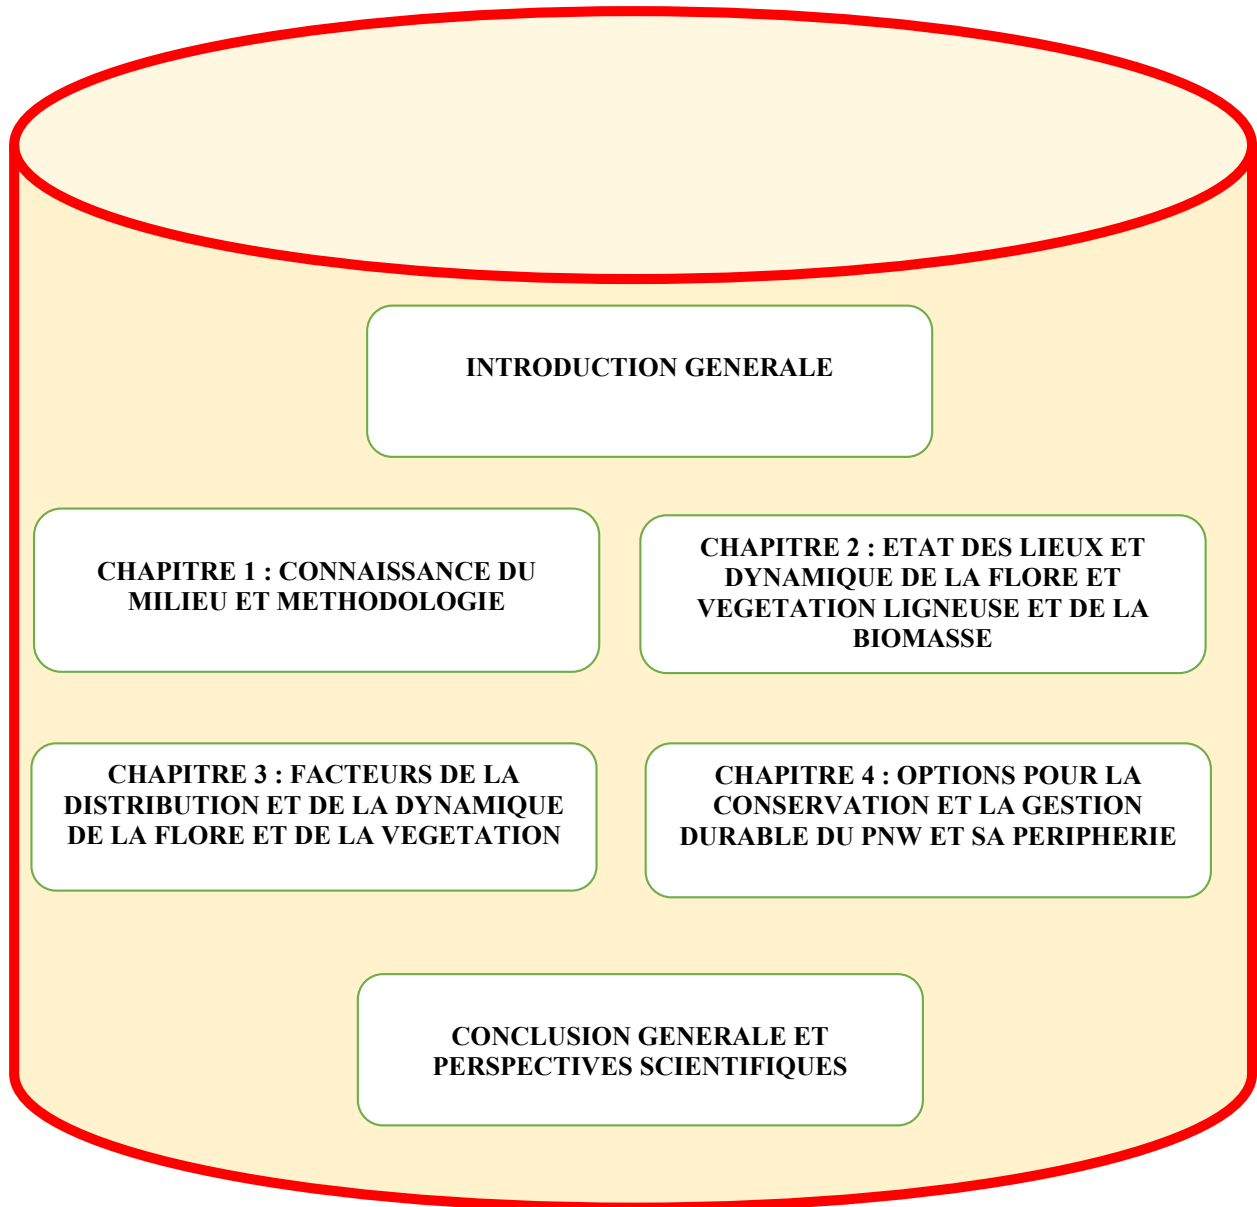 INTRODUCTION GENERALE
CHAPITRE 1 : CONNAISSANCE DU
MILIEU ET METHODOLOGIE
CHAPITRE 2 : ETAT DES LIEUX ET
DYNAMIQUE DE LA FLORE ET
VEGETATION LIGNEUSE ET DE LA
BIOMASSE
CHAPITRE 3 : FACTEURS DE LA
DISTRIBUTION ET DE LA DYNAMIQUE
DE LA FLORE ET DE LA VEGETATION
CHAPITRE 4 : OPTIONS POUR LA
CONSERVATION ET LA GESTION
DURABLE DU PNW ET SA PERIPHERIE
CONCLUSION GENERALE ET
PERSPECTIVES SCIENTIFIQUES